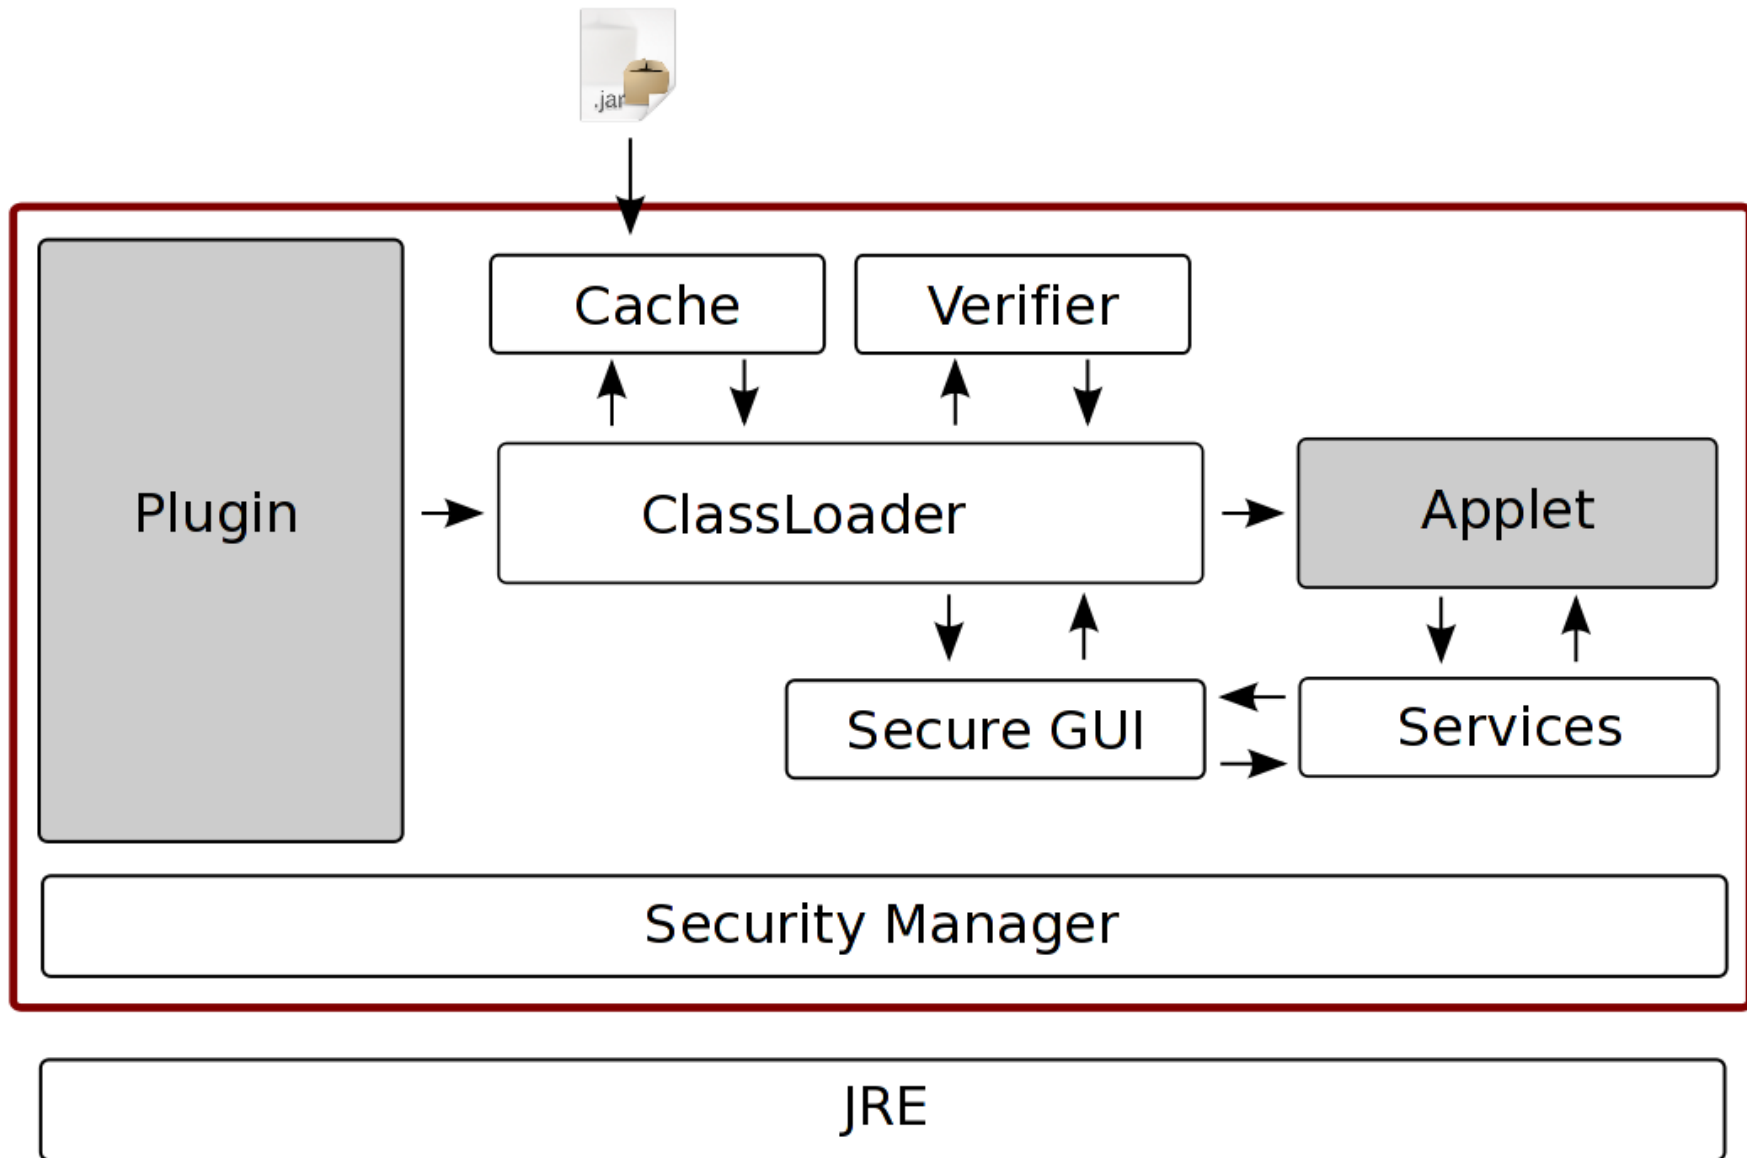 .jar
Cache
Verifier
Plugin
ClassLoader
Applet
Secure GUI
Services
Security Manager
JRE